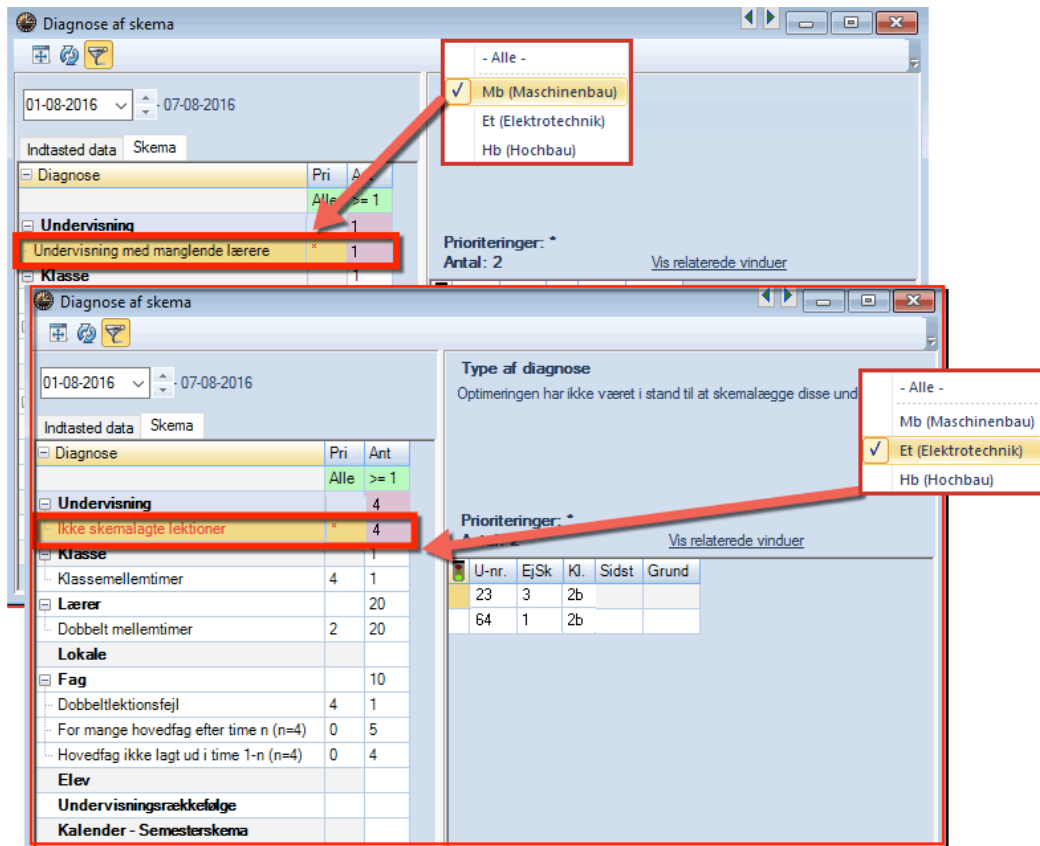 Diagnose af skema
- Alle -
Mb (Maschinenbau)
Et (Elektrotechnik)
Hb (Hochbau)
01-08-2016 - 07-08-2016
Indtasted data Skema
Diagnose Pri
Alle >= 1
Undervisning 1
Undervisning med manglende lærere * 1
Klasse 1
Prioriteringer: *
Antal: 2 Vis relaterede vinduer
Diagnose af skema
01-08-2016 - 07-08-2016
Indtasted data Skema
Diagnose Pri Ant
Alle >= 1
Undervisning 4
Ikke skemalagte lektioner * 4
Klasse 1
Klassemellemtimer 4 1
Lærer 20
Dobbelt mellemtimer 2 20
Lokale
Fag 10
Dobbeltlektionsfejl 4 1
For mange hovedfag efter time n (n=4) 0 5
Hovedfag ikke lagt ud i time 1-n (n=4) 0 4
Elev
Undervisningsrækkefølge
Kalender - Semesterskema
Type af diagnose
Optimeringen har ikke været i stand til at skemalægge disse und
- Alle -
Mb (Maschinenbau)
Et (Elektrotechnik)
Hb (Hochbau)
Prioriteringer: *
Vis relaterede vinduer
U-nr. EjSk Kl. Sidst Grund
23 3 2b
64 1 2b